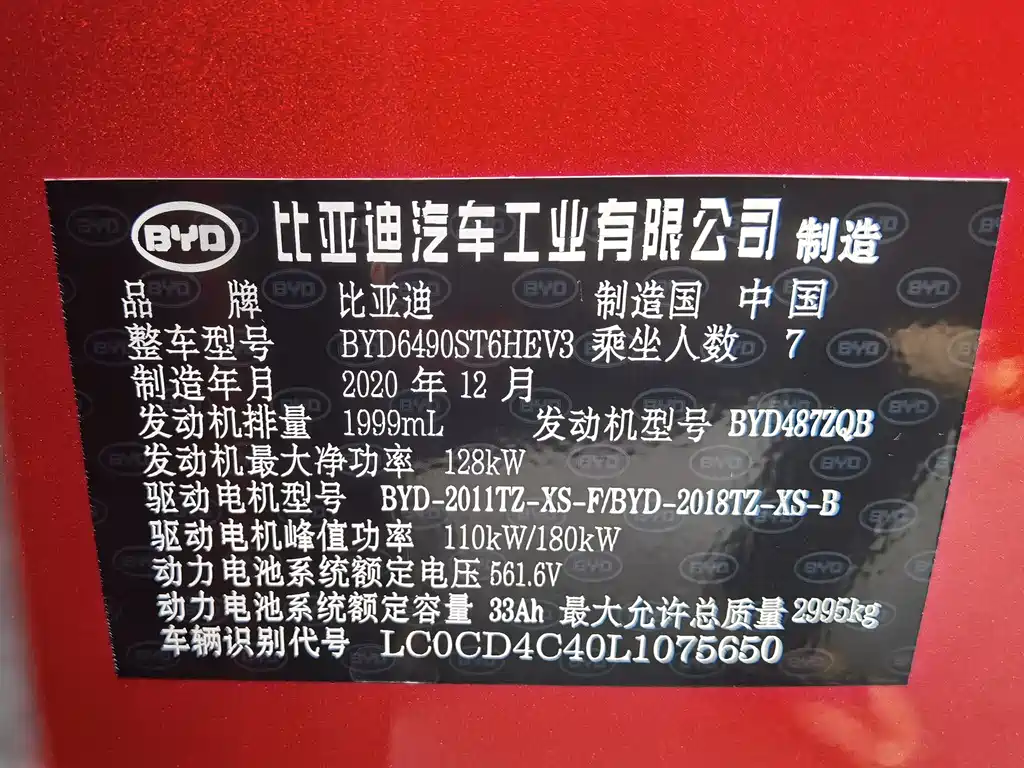 BYD 比亚迪汽车工业有限公司 制造
品 牌 比亚迪 制造国 中国
整车型号 BYD6490ST6HEV3 乘坐人数 7
制造年月 2020 年 12 月
发动机排量 1999mL 发动机型号 BYD487ZQB
发动机最大净功率 128kW
驱动电机型号 BYD-2011TZ-XS-F/BYD-2018TZ-XS-B
驱动电机峰值功率 110kW/180kW
动力电池系统额定电压 561.6V
动力电池系统额定容量 33Ah 最大允许总质量 2995kg
车辆识别代号 LC0CD4C40L1075650